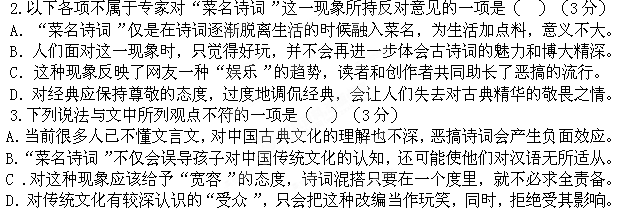 2.以下各项不属于专家对“菜名诗词”这一现象所持反对意见的一项是（ ）（3分）
A．“菜名诗词”仅是在诗词逐渐脱离生活的时候融入菜名，为生活加点料，意义不大。
B．人们面对这一现象时，只觉得好玩，并不会再进一步体会古诗词的魅力和博大精深。
C．这种现象反映了网友一种“娱乐”的趋势，读者和创作者共同助长了恶搞的流行。
D．对经典应保持尊敬的态度，过度地调侃经典，会让人们失去对古典精华的敬畏之情。
3.下列说法与文中所列观点不符的一项是（ ）（3分）
A.当前很多人已不懂文言文，对中国古典文化的理解也不深，恶搞诗词会产生负面效应。
B.“菜名诗词”不仅会误导孩子对中国传统文化的认知，还可能使他们对汉语无所适从。
C .对这种现象应该给予“宽容”的态度，诗词混搭只要在一个度里，就不必求全责备。
D．对传统文化有较深认识的“受众”，只会把这种改编当作玩笑，同时，拒绝受其影响。